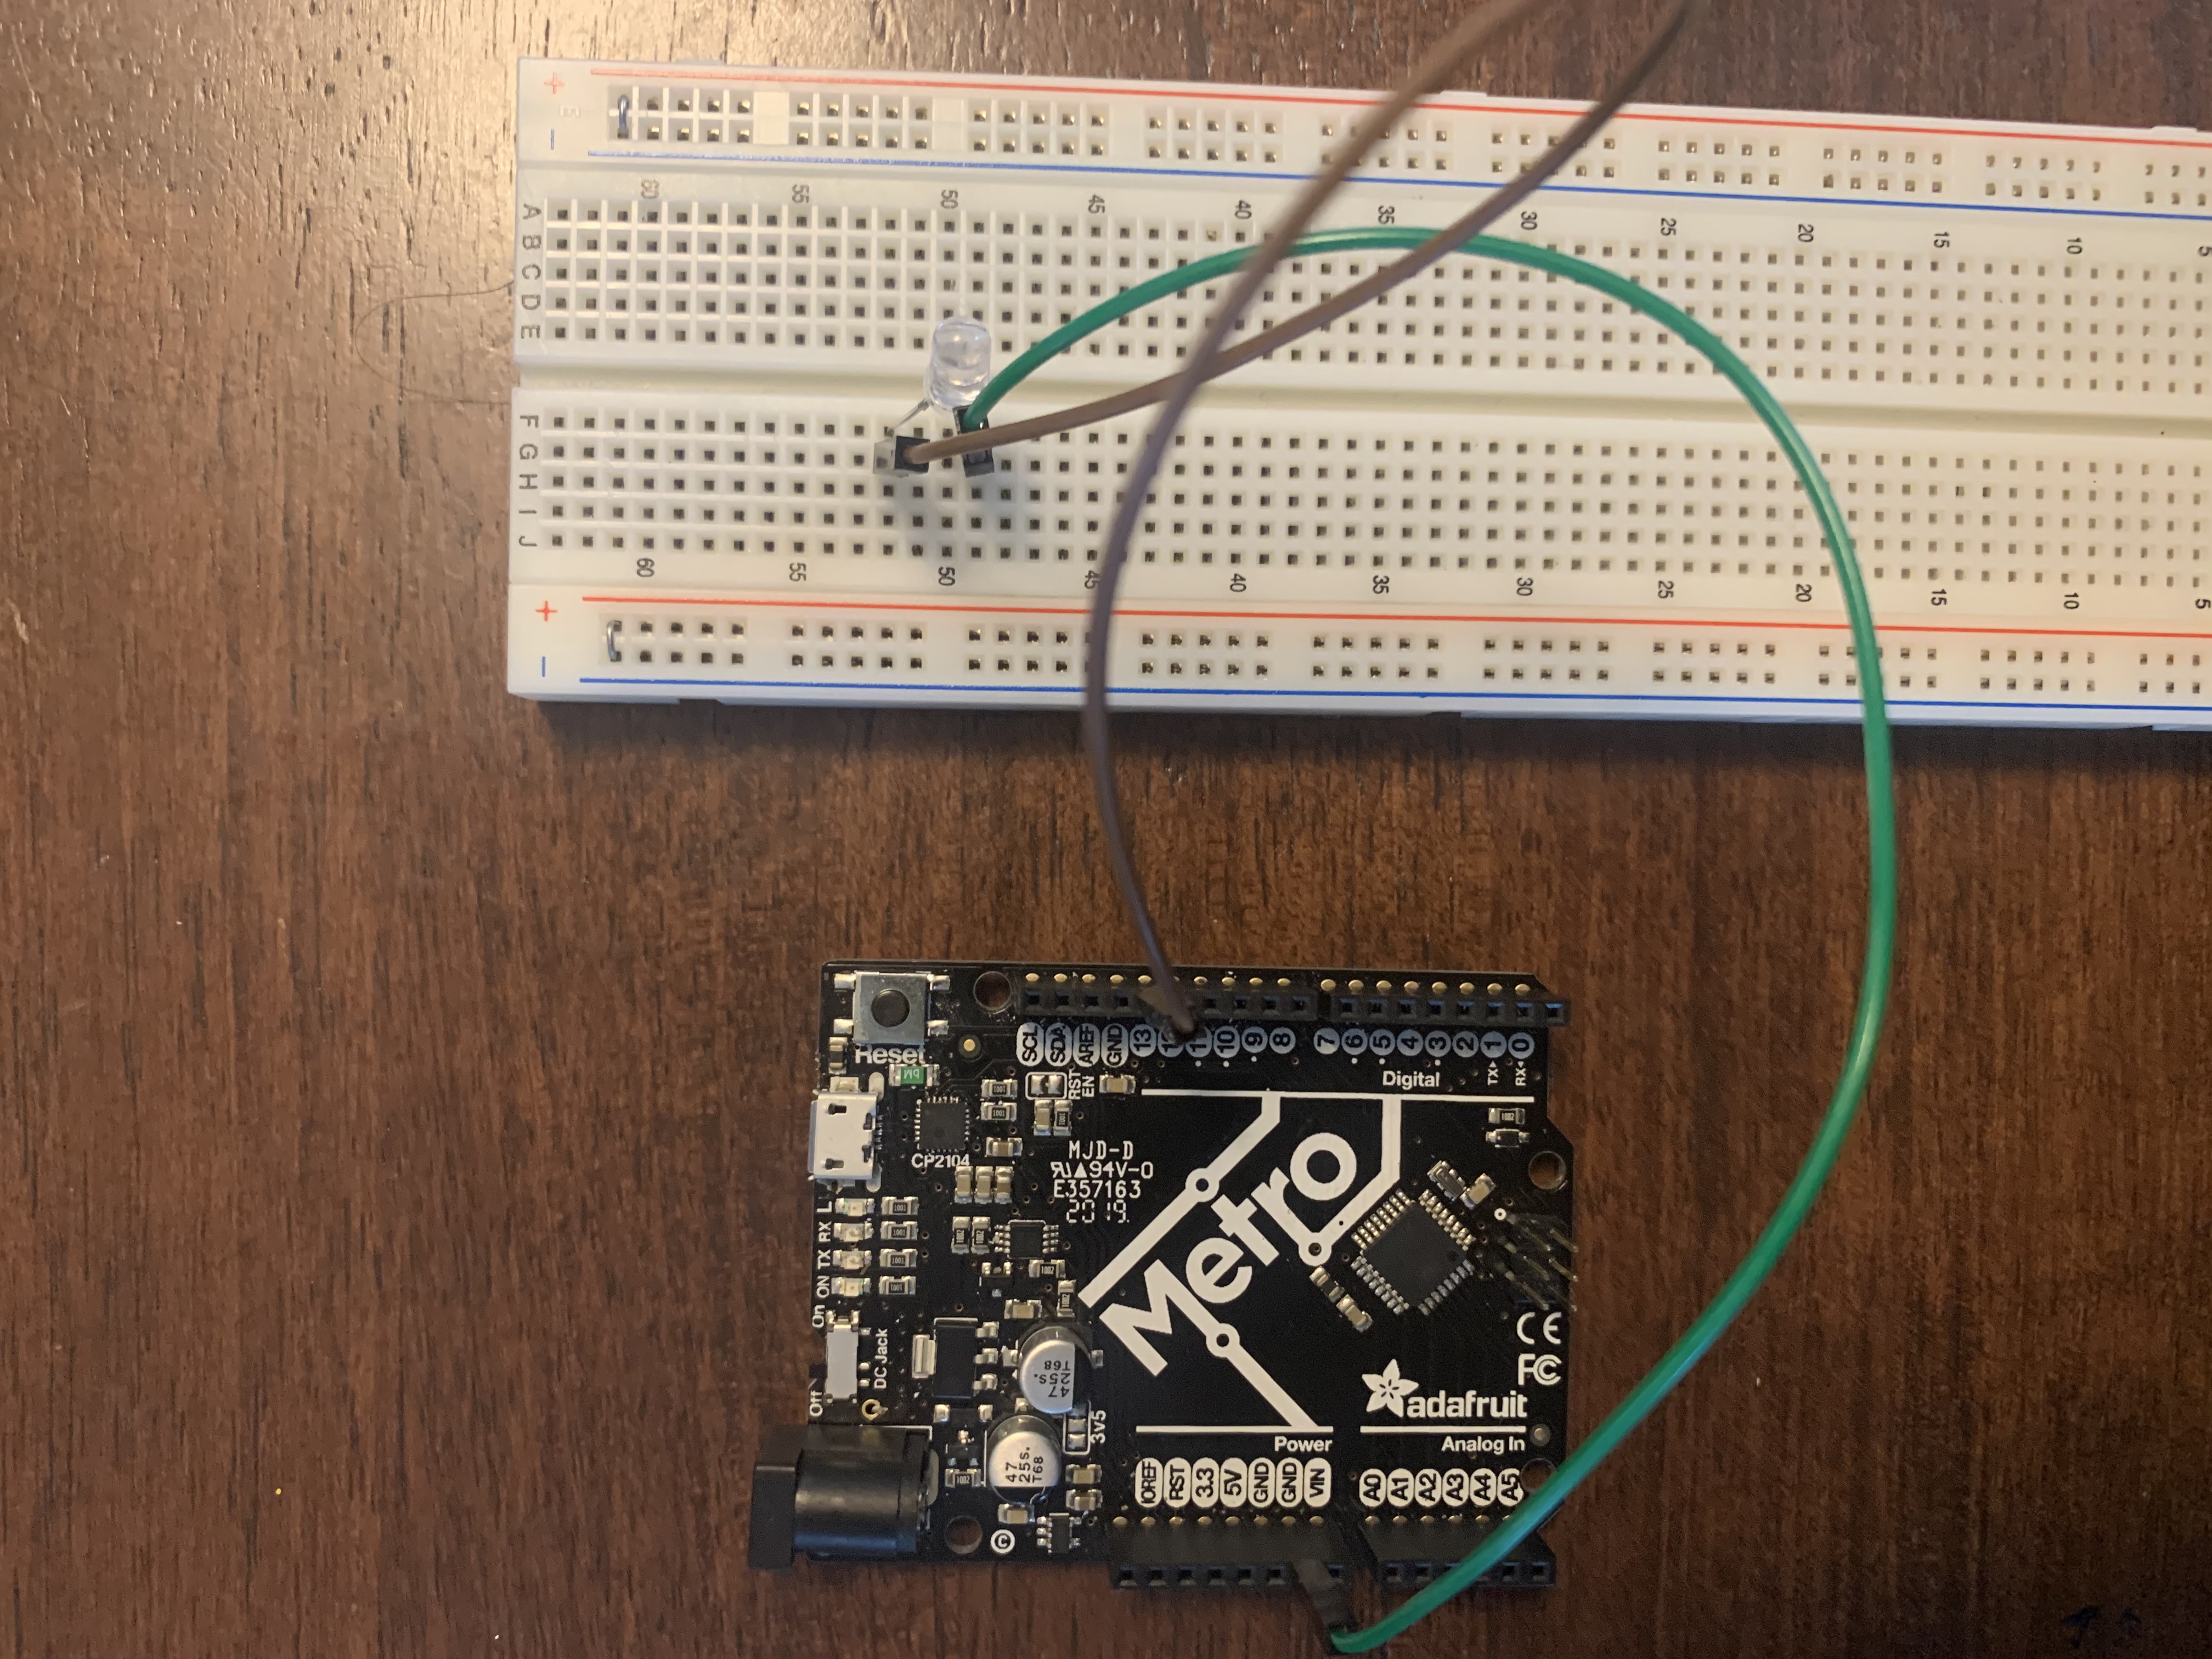 Off
On
ON TX RX L
DC Jack
Reset
CP2104
©
47
25s.
T68
47
25s.
T68
3v5
RST
EN
MJD-D
94V-0
E357163
20 19
SCL
SDA
AREF
GND
13
10
9
8
7
6
5
4
3
2
TX 1
RX 0
Digital
Metro
IOREF
RST
3.3
5V
GND
GND
VIN
Power
A0
A1
A2
A3
A4
A5
Analog In
adafruit
FC
CE
- +
J I H G F
E D C B A
- +
60 60
55 55
50 50
45 45
40 40
35 35
30 30
25 25
20 20
15 15
10 10
5 5